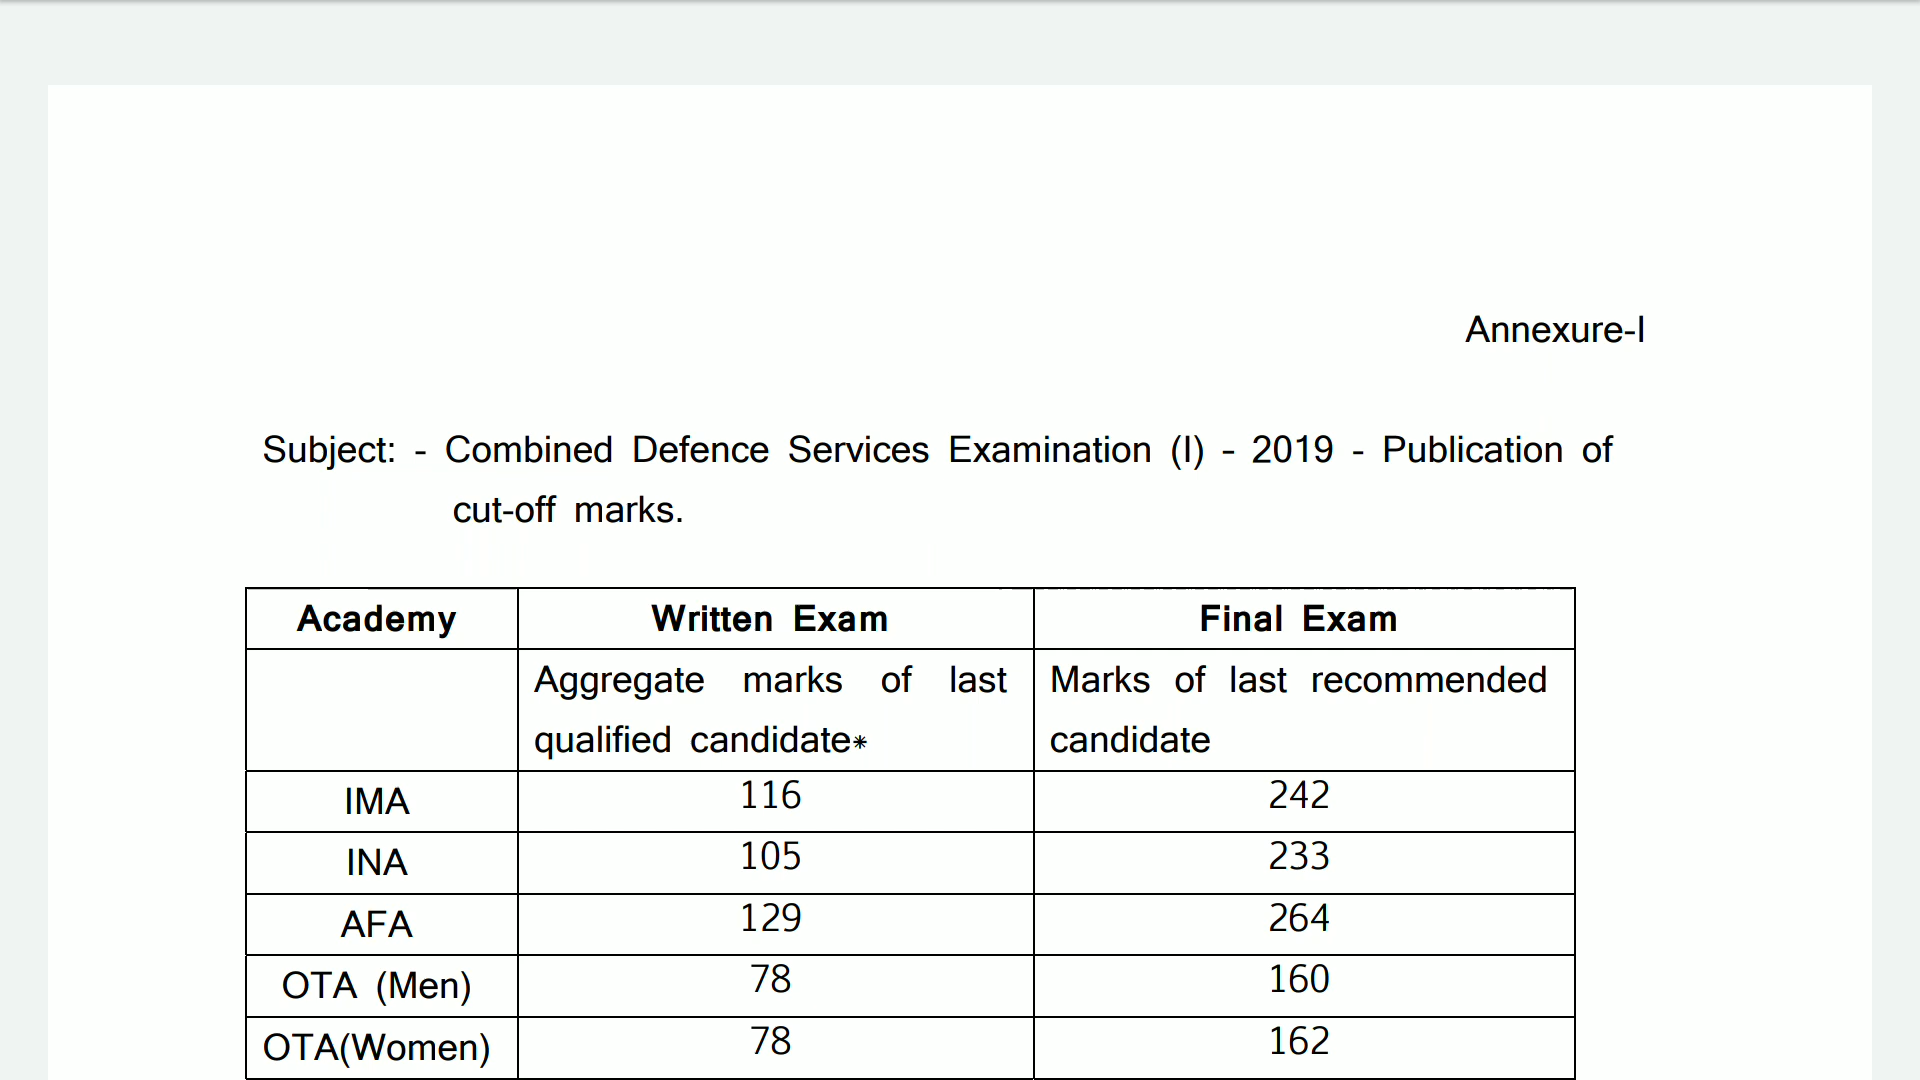 Annexure-I
Subject: - Combined Defence Services Examination (I) - 2019 - Publication of
cut-off marks.
Academy Written Exam Final Exam
Aggregate marks of last Marks of last recommended
qualified candidate* candidate
IMA 116 242
INA 105 233
AFA 129 264
OTA (Men) 78 160
OTA(Women) 78 162